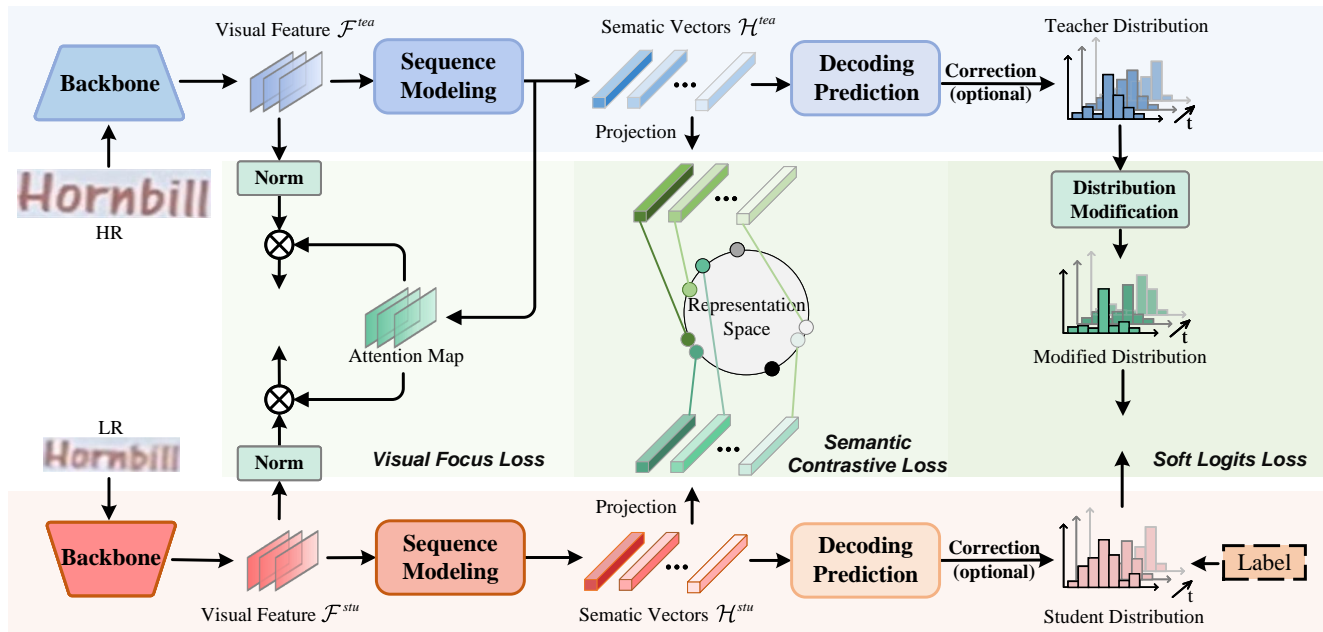 Visual Feature F^tea
Sematic Vectors H^tea
Teacher Distribution
Backbone
Sequence
Modeling
Decoding
Prediction
Correction
(optional)
t
Projection
Hornbill
HR
Norm
Distribution
Modification
Attention Map
Representation
Space
t
Modified Distribution
LR
Hornbill
Norm
Visual Focus Loss
Semantic
Contrastive Loss
Soft Logits Loss
Projection
Backbone
Sequence
Modeling
Decoding
Prediction
Correction
(optional)
Label
t
Visual Feature F^stu
Sematic Vectors H^stu
Student Distribution